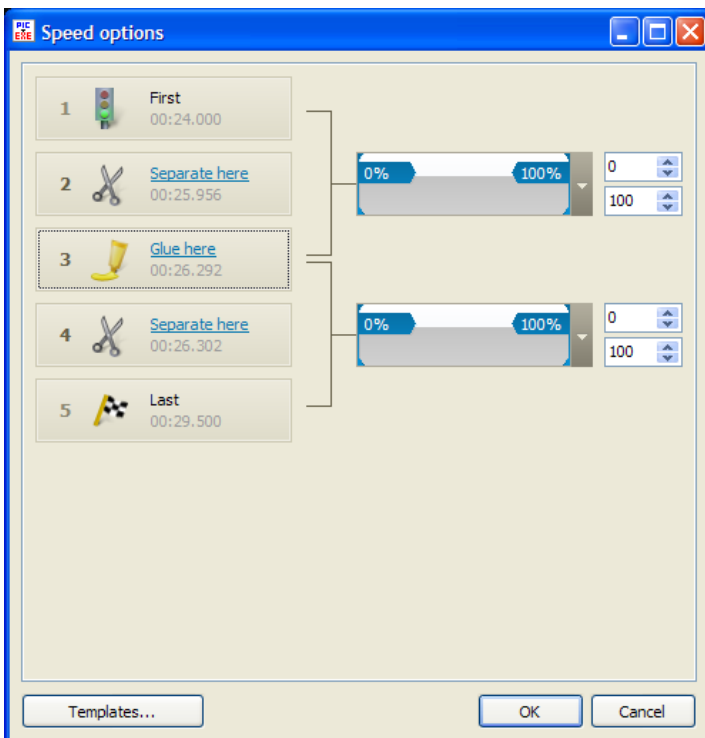 PIC
EXE
Speed options
1
First
00:24.000
2
Separate here
00:25.956
0%
100%
0
100
3
Glue here
00:26.292
4
Separate here
00:26.302
0%
100%
0
100
5
Last
00:29.500
Templates...
OK
Cancel